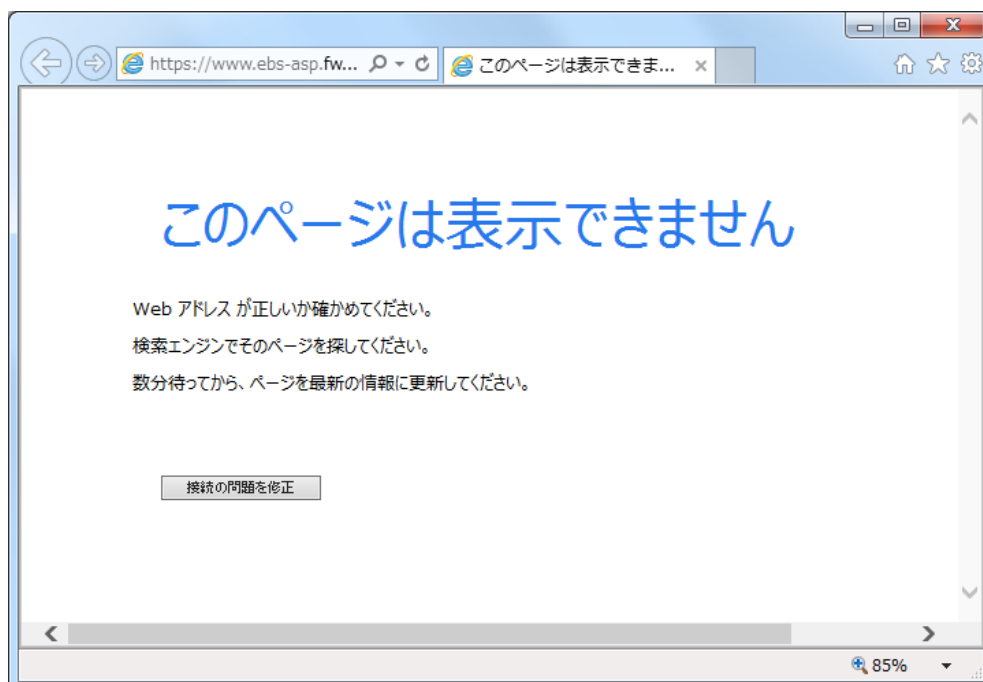 https://www.ebs-asp.fw...
このページは表示できま...
このページは表示できません
Web アドレス が正しいか確かめてください。
検索エンジンでそのページを探してください。
数分待ってから、ページを最新の情報に更新してください。
接続の問題を修正
85%